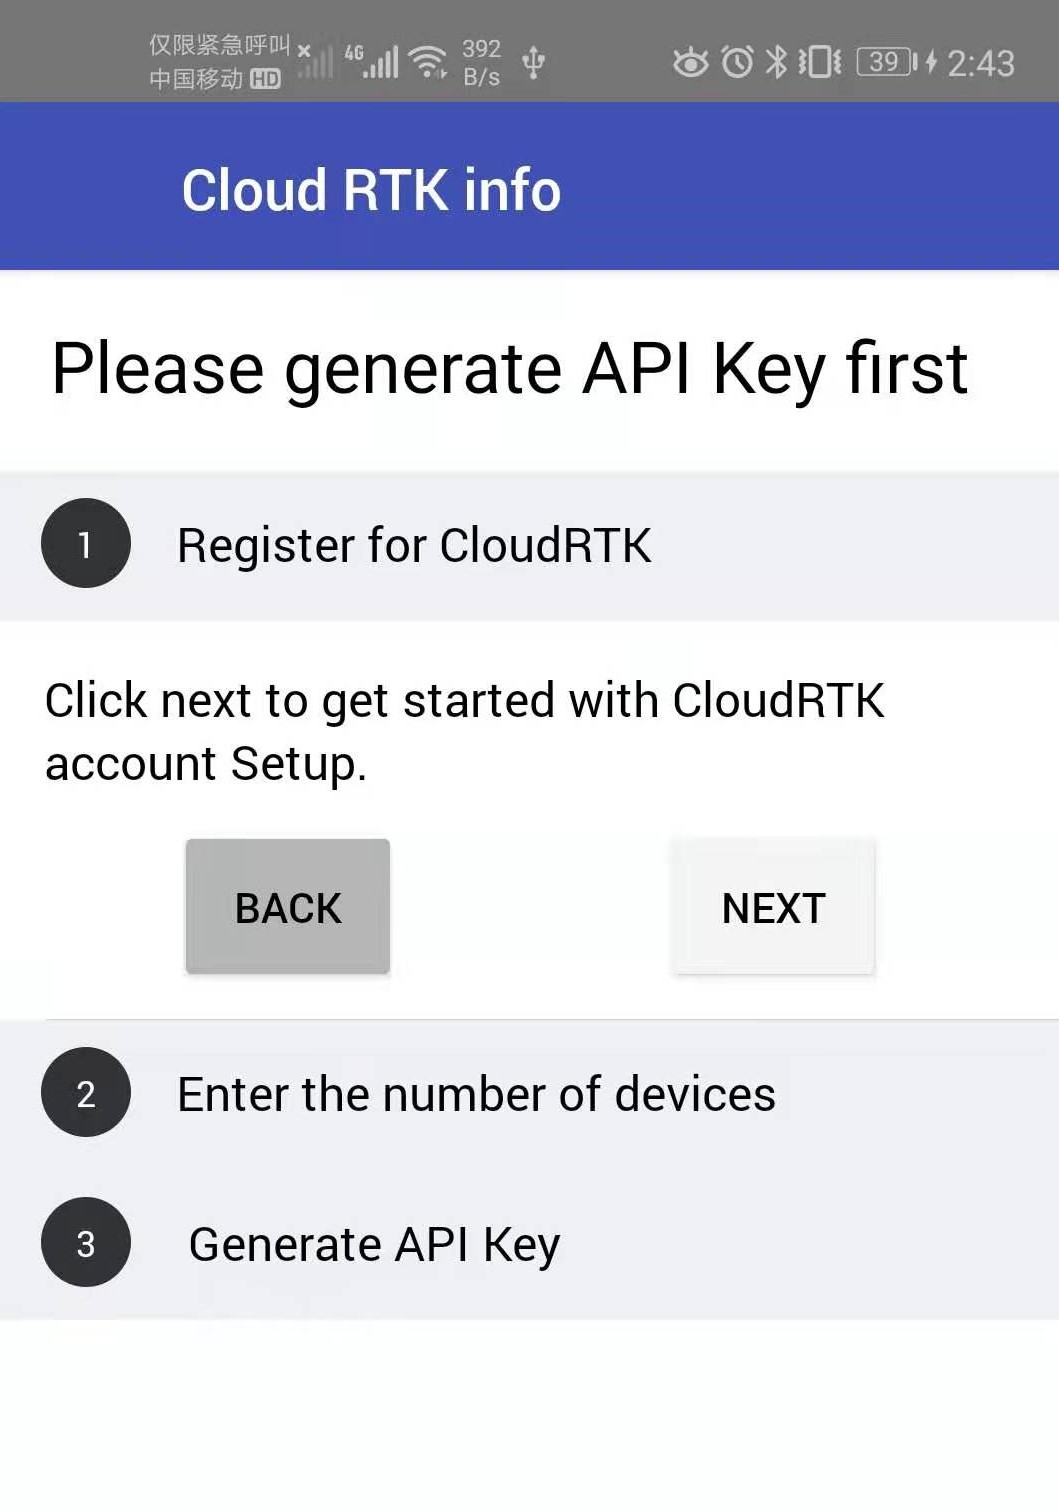 仅限紧急呼叫
中国移动 HD
4G
392
B/s
39
2:43
Cloud RTK info
Please generate API Key first
1
Register for CloudRTK
Click next to get started with CloudRTK
account Setup.
BACK
NEXT
2
Enter the number of devices
3
Generate API Key